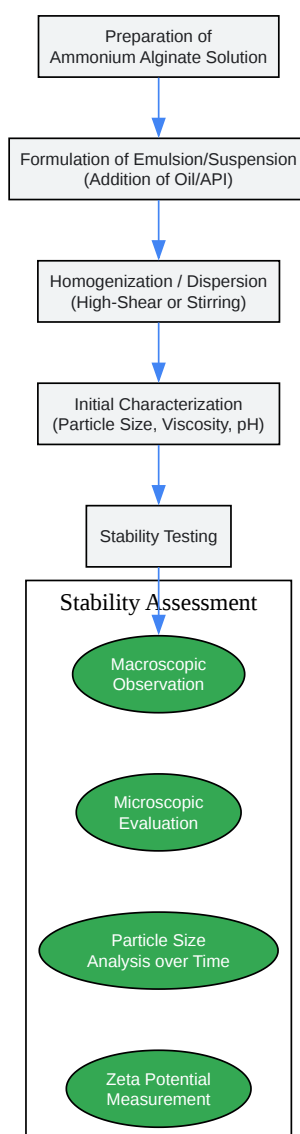 Preparation of
Ammonium Alginate Solution
Formulation of Emulsion/Suspension
(Addition of Oil/API)
Homogenization / Dispersion
(High-Shear or Stirring)
Initial Characterization
(Particle Size, Viscosity, pH)
Stability Testing
Stability Assessment
Macroscopic
Observation
Microscopic
Evaluation
Particle Size
Analysis over Time
Zeta Potential
Measurement